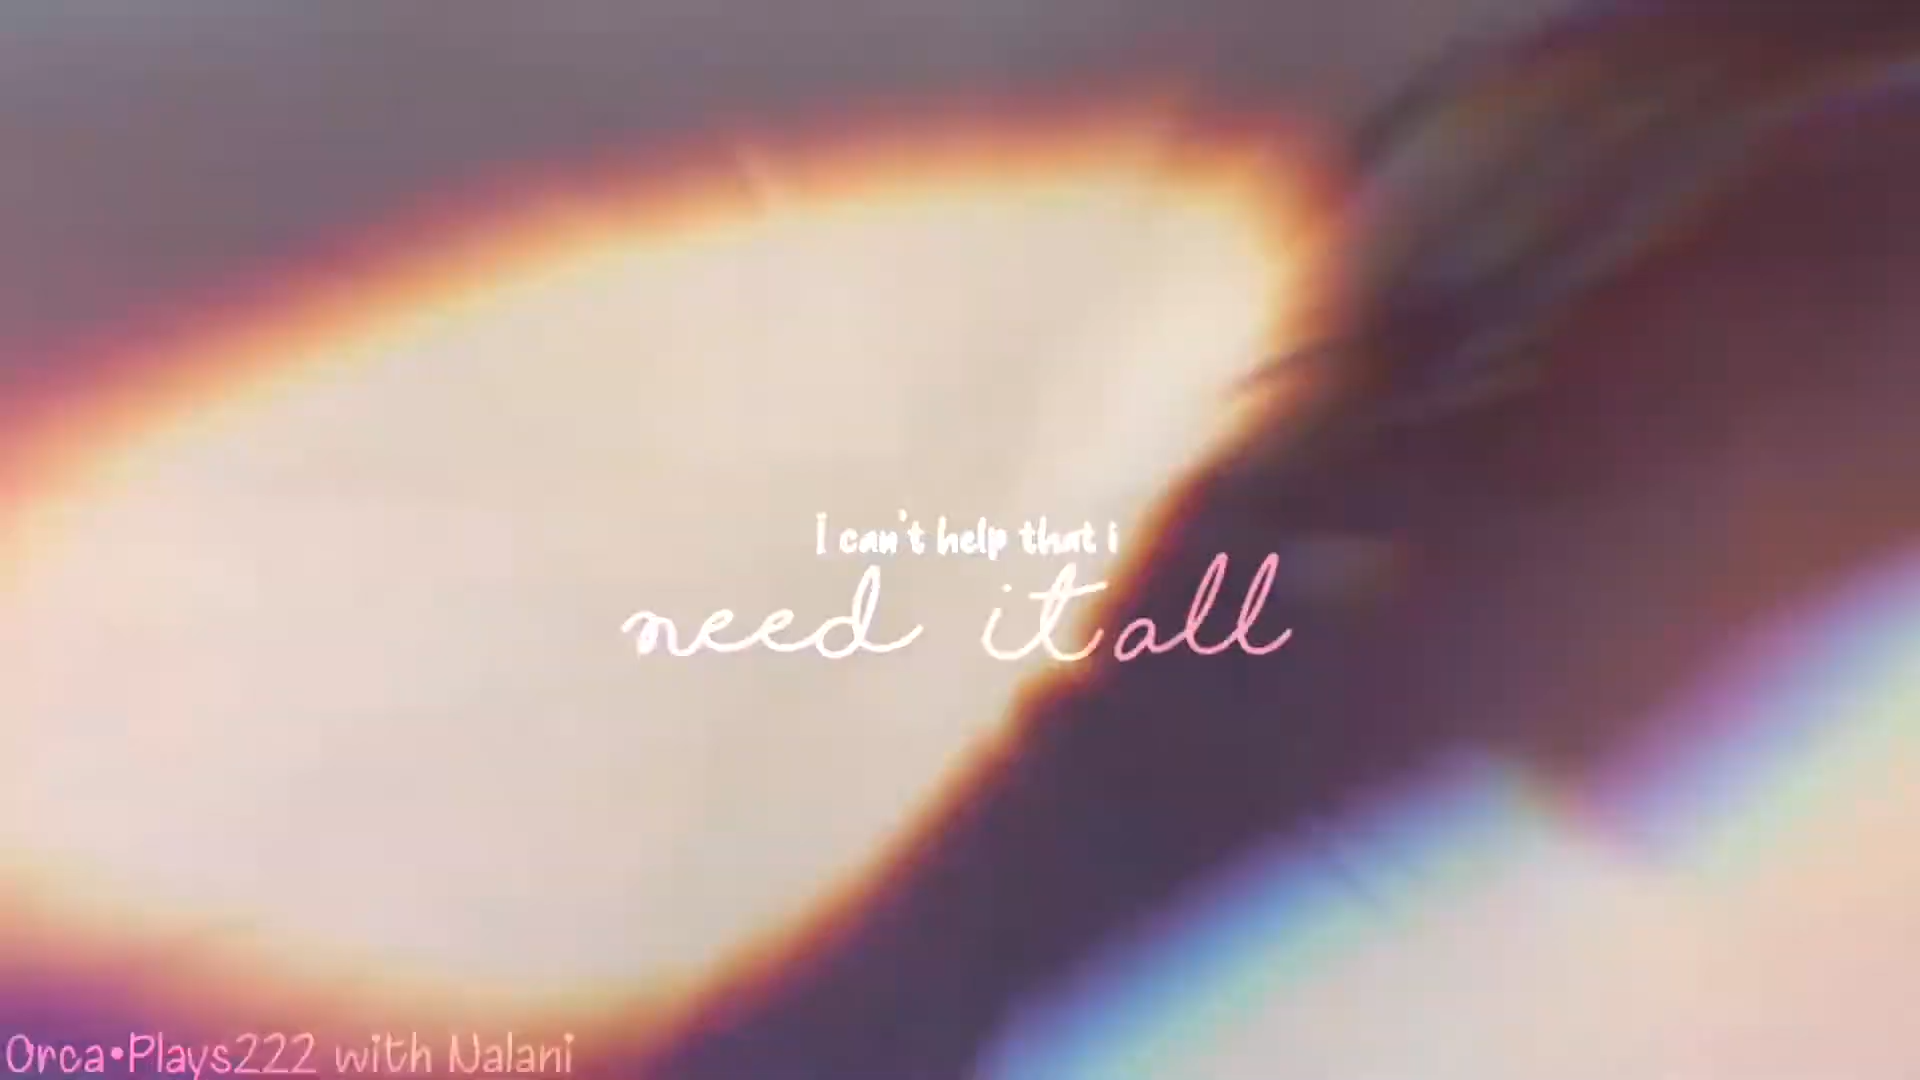 I can't help that i
need it all
Orca•Plays222 with Nalani